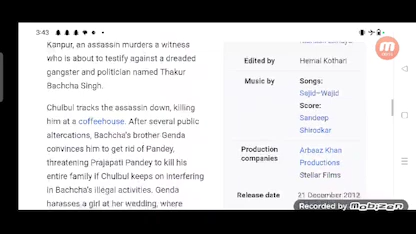 3:43
Kanpur, an assassin murders a witness
who is about to testify against a dreaded
gangster and politician named Thakur
Bachcha Singh.
Chulbul tracks the assassin down, killing
him at a coffeehouse. After several public
altercations, Bachcha's brother Genda
convinces him to get rid of Pandey,
threatening Prajapati Pandey to kill his
entire family if Chulbul keeps on interfering
in Bachcha's illegal activities. Genda
harasses a girl at her wedding, where
Edited by Hemal Kothari
Music by Songs:
Sajid–Wajid
Score:
Sandeep
Shirodkar
Production Arbaaz Khan
companies Productions
Stellar Films
Release date 21 December 2012
Recorded by Mobizen